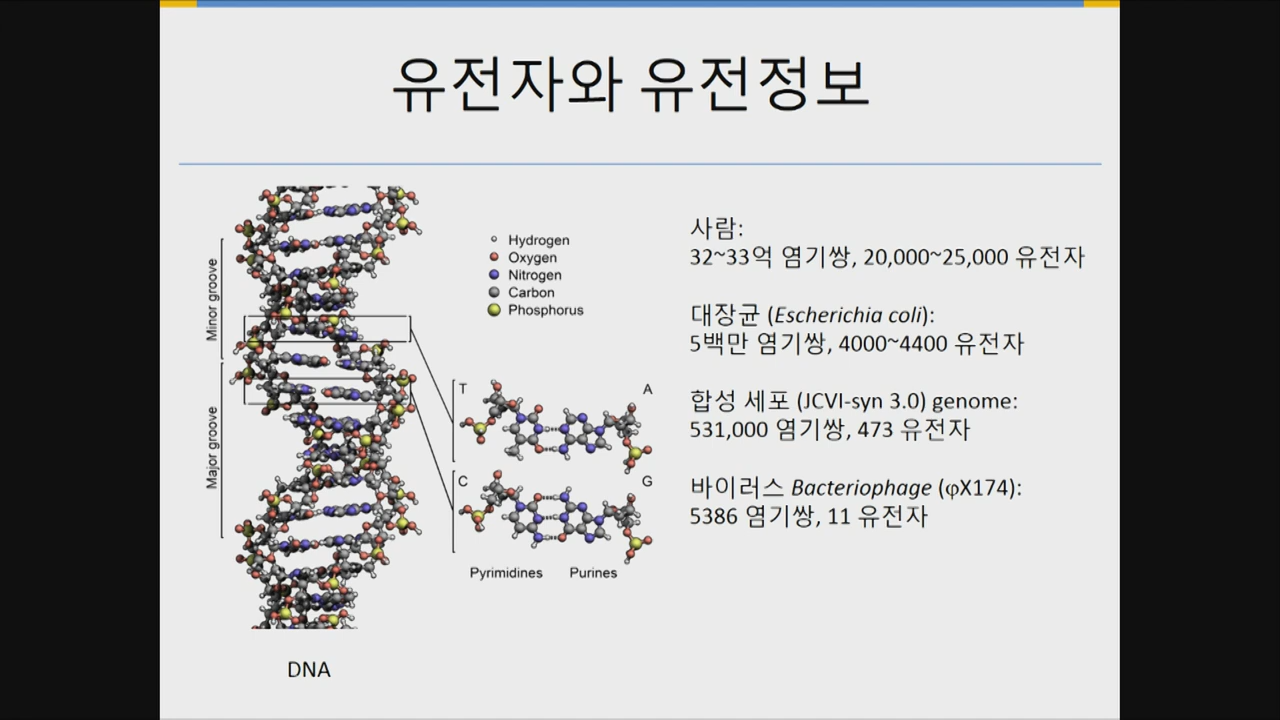 유전자와 유전정보
Minor groove
Major groove
Hydrogen
Oxygen
Nitrogen
Carbon
Phosphorus
T A
C G
Pyrimidines Purines
DNA
사람:
32~33억 염기쌍, 20,000~25,000 유전자
대장균 (Escherichia coli):
5백만 염기쌍, 4000~4400 유전자
합성 세포 (JCVI-syn 3.0) genome:
531,000 염기쌍, 473 유전자
바이러스 Bacteriophage (φX174):
5386 염기쌍, 11 유전자